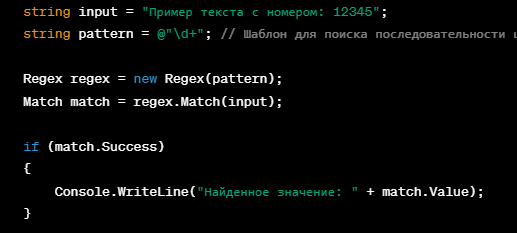 string input = "Пример текста с номером: 12345";
string pattern = @"\d+"; // Шаблон для поиска последовательности
Regex regex = new Regex(pattern);
Match match = regex.Match(input);
if (match.Success)
{
Console.WriteLine("Найденное значение: " + match.Value);
}